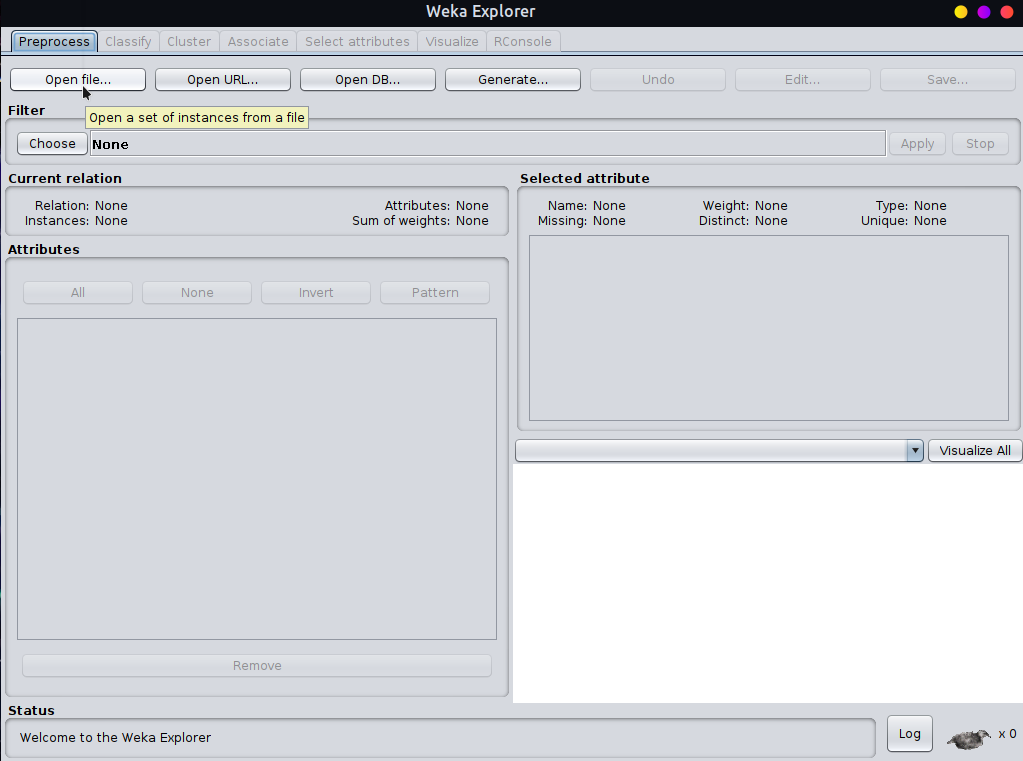 Weka Explorer
Preprocess Classify Cluster Associate Select attributes Visualize RConsole
Open file... Open URL... Open DB... Generate... Undo Edit... Save...
Filter
Open a set of instances from a file
Choose None Apply Stop
Current relation
Relation: None Attributes: None
Instances: None Sum of weights: None
Selected attribute
Name: None Weight: None Type: None
Missing: None Distinct: None Unique: None
Attributes
All None Invert Pattern
Visualize All
Remove
Status
Welcome to the Weka Explorer
Log x 0